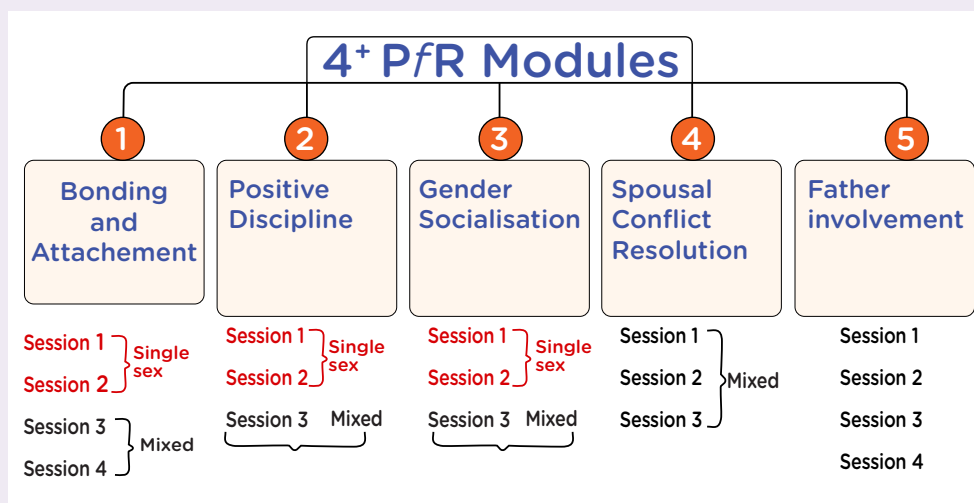 4⁺ PfR Modules
1
2
3
4
5
Bonding
and
Attachement
Positive
Discipline
Gender
Socialisation
Spousal
Conflict
Resolution
Father
involvement
Session 1
Session 2
Single
sex
Session 3
Session 4
Mixed
Session 1
Session 2
Single
sex
Session 3 Mixed
Session 1
Session 2
Single
sex
Session 3 Mixed
Session 1
Session 2
Session 3
Mixed
Session 1
Session 2
Session 3
Session 4